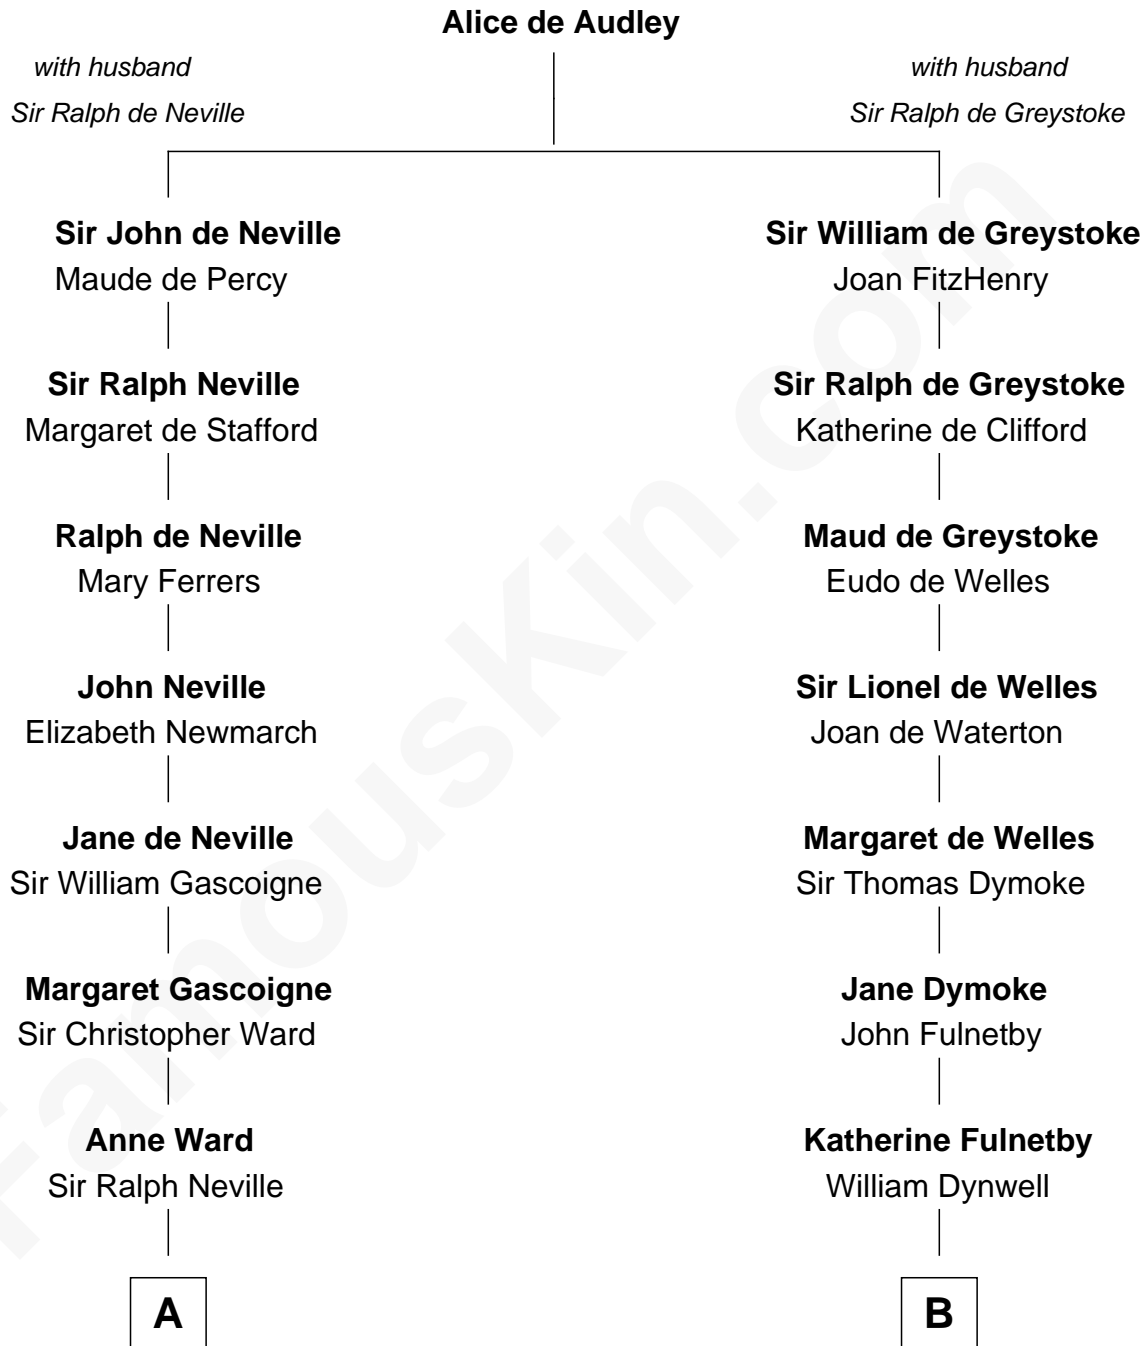 Alice de Audley
with husband
Sir Ralph de Neville
with husband
Sir Ralph de Greystoke
Sir John de Neville
Maude de Percy
Sir William de Greystoke
Joan FitzHenry
Sir Ralph Neville
Margaret de Stafford
Sir Ralph de Greystoke
Katherine de Clifford
Ralph de Neville
Mary Ferrers
Maud de Greystoke
Eudo de Welles
John Neville
Elizabeth Newmarch
Sir Lionel de Welles
Joan de Waterton
Jane de Neville
Sir William Gascoigne
Margaret de Welles
Sir Thomas Dymoke
Margaret Gascoigne
Sir Christopher Ward
Jane Dymoke
John Fulnetby
Anne Ward
Sir Ralph Neville
Katherine Fulnetby
William Dynwell
A
B
FamousKin.com